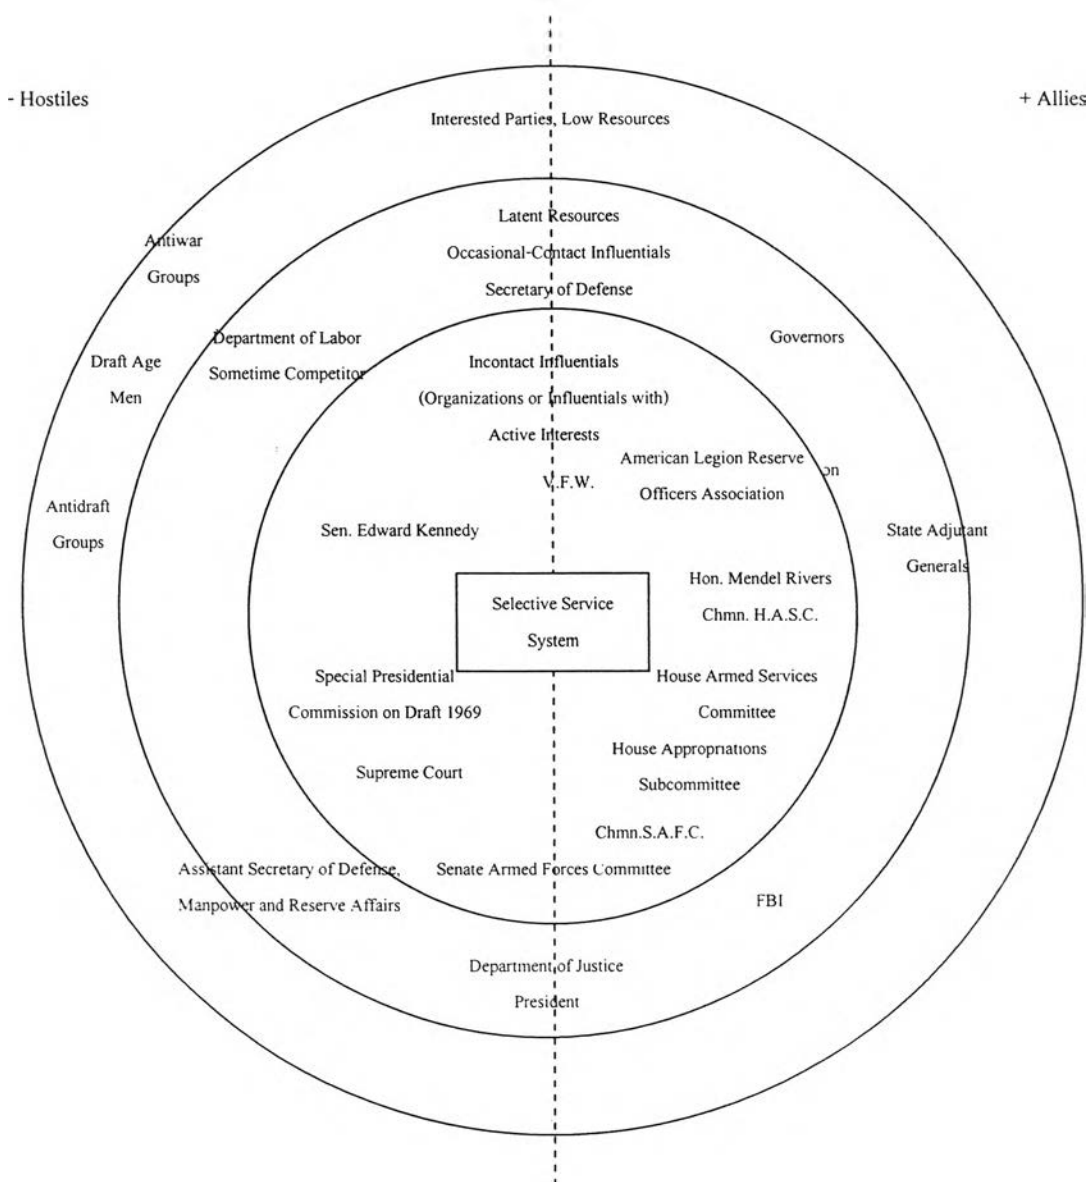 - Hostiles
+ Allies
Interested Parties, Low Resources
Latent Resources
Occasional-Contact Influentials
Secretary of Defense
Antiwar
Groups
Department of Labor
Sometime Competitor
Governors
Draft Age
Men
Incontact Influentials
(Organizations or Influentials with)
Active Interests
American Legion Reserve
Officers Association
on
V.F.W.
Antidraft
Groups
Sen. Edward Kennedy
State Adjutant
Generals
Hon. Mendel Rivers
Chmn. H.A.S.C.
Selective Service
System
Special Presidential
Commission on Draft 1969
House Armed Services
Committee
House Appropriations
Subcommittee
Supreme Court
Chmn.S.A.F.C.
Assistant Secretary of Defense,
Manpower and Reserve Affairs
Senate Armed Forces Committee
FBI
Department of Justice
President